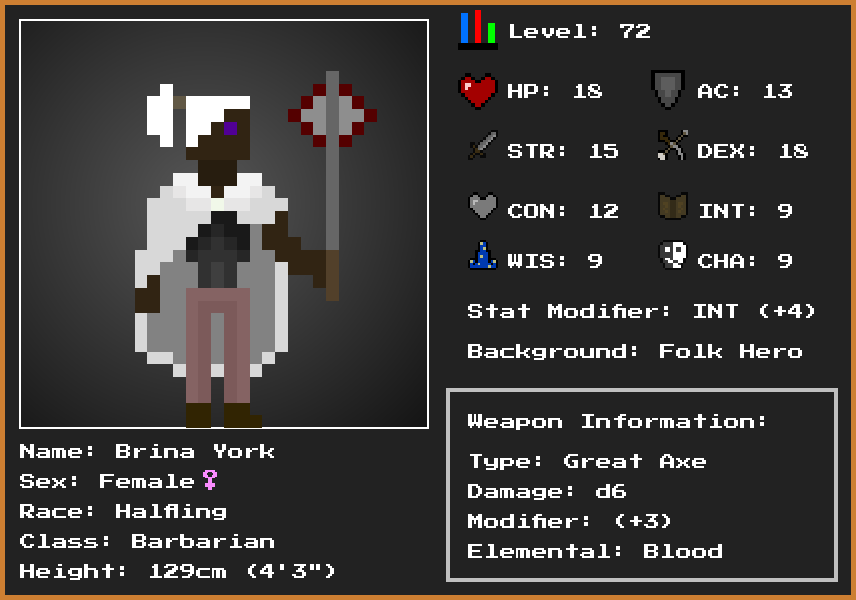 Level: 72
HP: 18 AC: 13
STR: 15 DEX: 18
CON: 12 INT: 9
WIS: 9 CHA: 9
Stat Modifier: INT (+4)
Background: Folk Hero
Weapon Information:
Type: Great Axe
Damage: d6
Modifier: (+3)
Elemental: Blood
Name: Brina York
Sex: Female♀
Race: Halfling
Class: Barbarian
Height: 129cm (4'3")